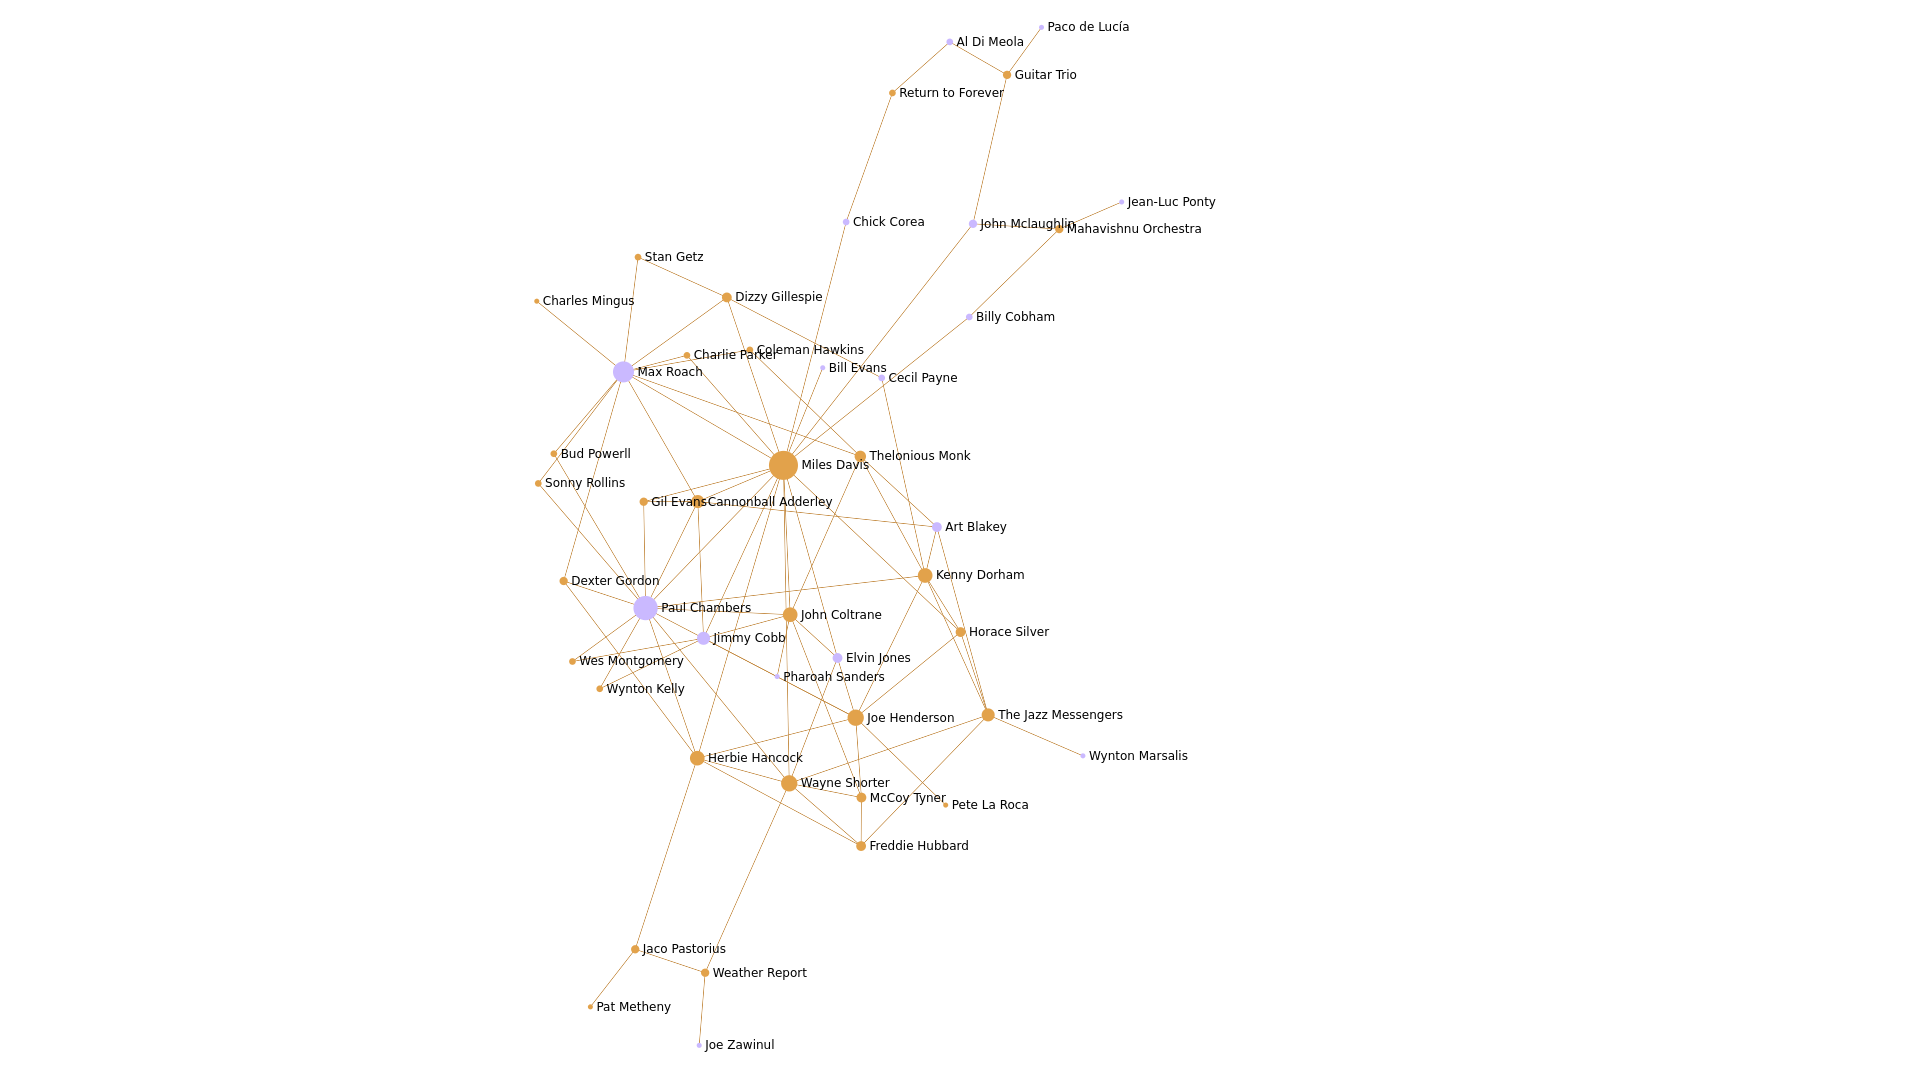 Paco de Lucía
Al Di Meola
Guitar Trio
Return to Forever
Jean-Luc Ponty
Chick Corea
John Mclaughlin
Mahavishnu Orchestra
Stan Getz
Dizzy Gillespie
Charles Mingus
Billy Cobham
Coleman Hawkins
Charlie Parker
Bill Evans
Max Roach
Cecil Payne
Bud Powerll
Thelonious Monk
Miles Davis
Sonny Rollins
Gil Evans
Cannonball Adderley
Art Blakey
Kenny Dorham
Dexter Gordon
Paul Chambers
John Coltrane
Horace Silver
Jimmy Cobb
Elvin Jones
Wes Montgomery
Pharoah Sanders
Wynton Kelly
Joe Henderson
The Jazz Messengers
Herbie Hancock
Wynton Marsalis
Wayne Shorter
McCoy Tyner
Pete La Roca
Freddie Hubbard
Jaco Pastorius
Weather Report
Pat Metheny
Joe Zawinul